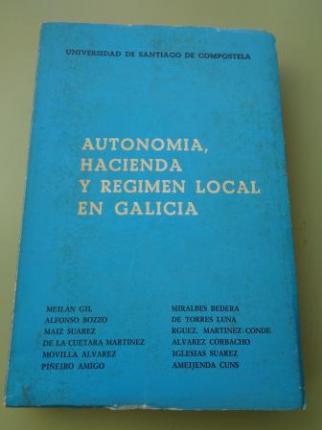 UNIVERSIDAD DE SANTIAGO DE COMPOSTELA
AUTONOMIA,
HACIENDA
Y REGIMEN LOCAL
EN GALICIA
MEILAN GIL
ALFONSO BOZZO
MAIZ SUAREZ
DE LA CUETARA MARTINEZ
MOVILLA ALVAREZ
PIÑEIRO AMIGO
MIRALBES BEDERA
DE TORRES LUNA
RGUEZ. MARTINEZ-CONDE
ALVAREZ CORBACHO
IGLESIAS SUAREZ
AMEIJENDA CUNS